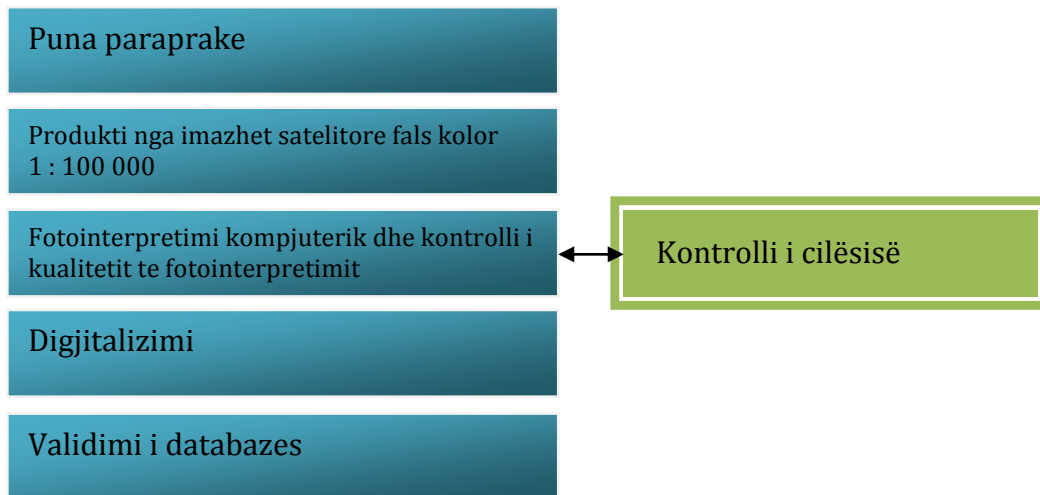 Puna paraprake
Produkti nga imazhet satelitore fals kolor
1 : 100 000
Fotointerpretimi kompjuterik dhe kontrolli i
kualitetit te fotointerpretimit
Kontrolli i cilësisë
Digjitalizimi
Validimi i databazes